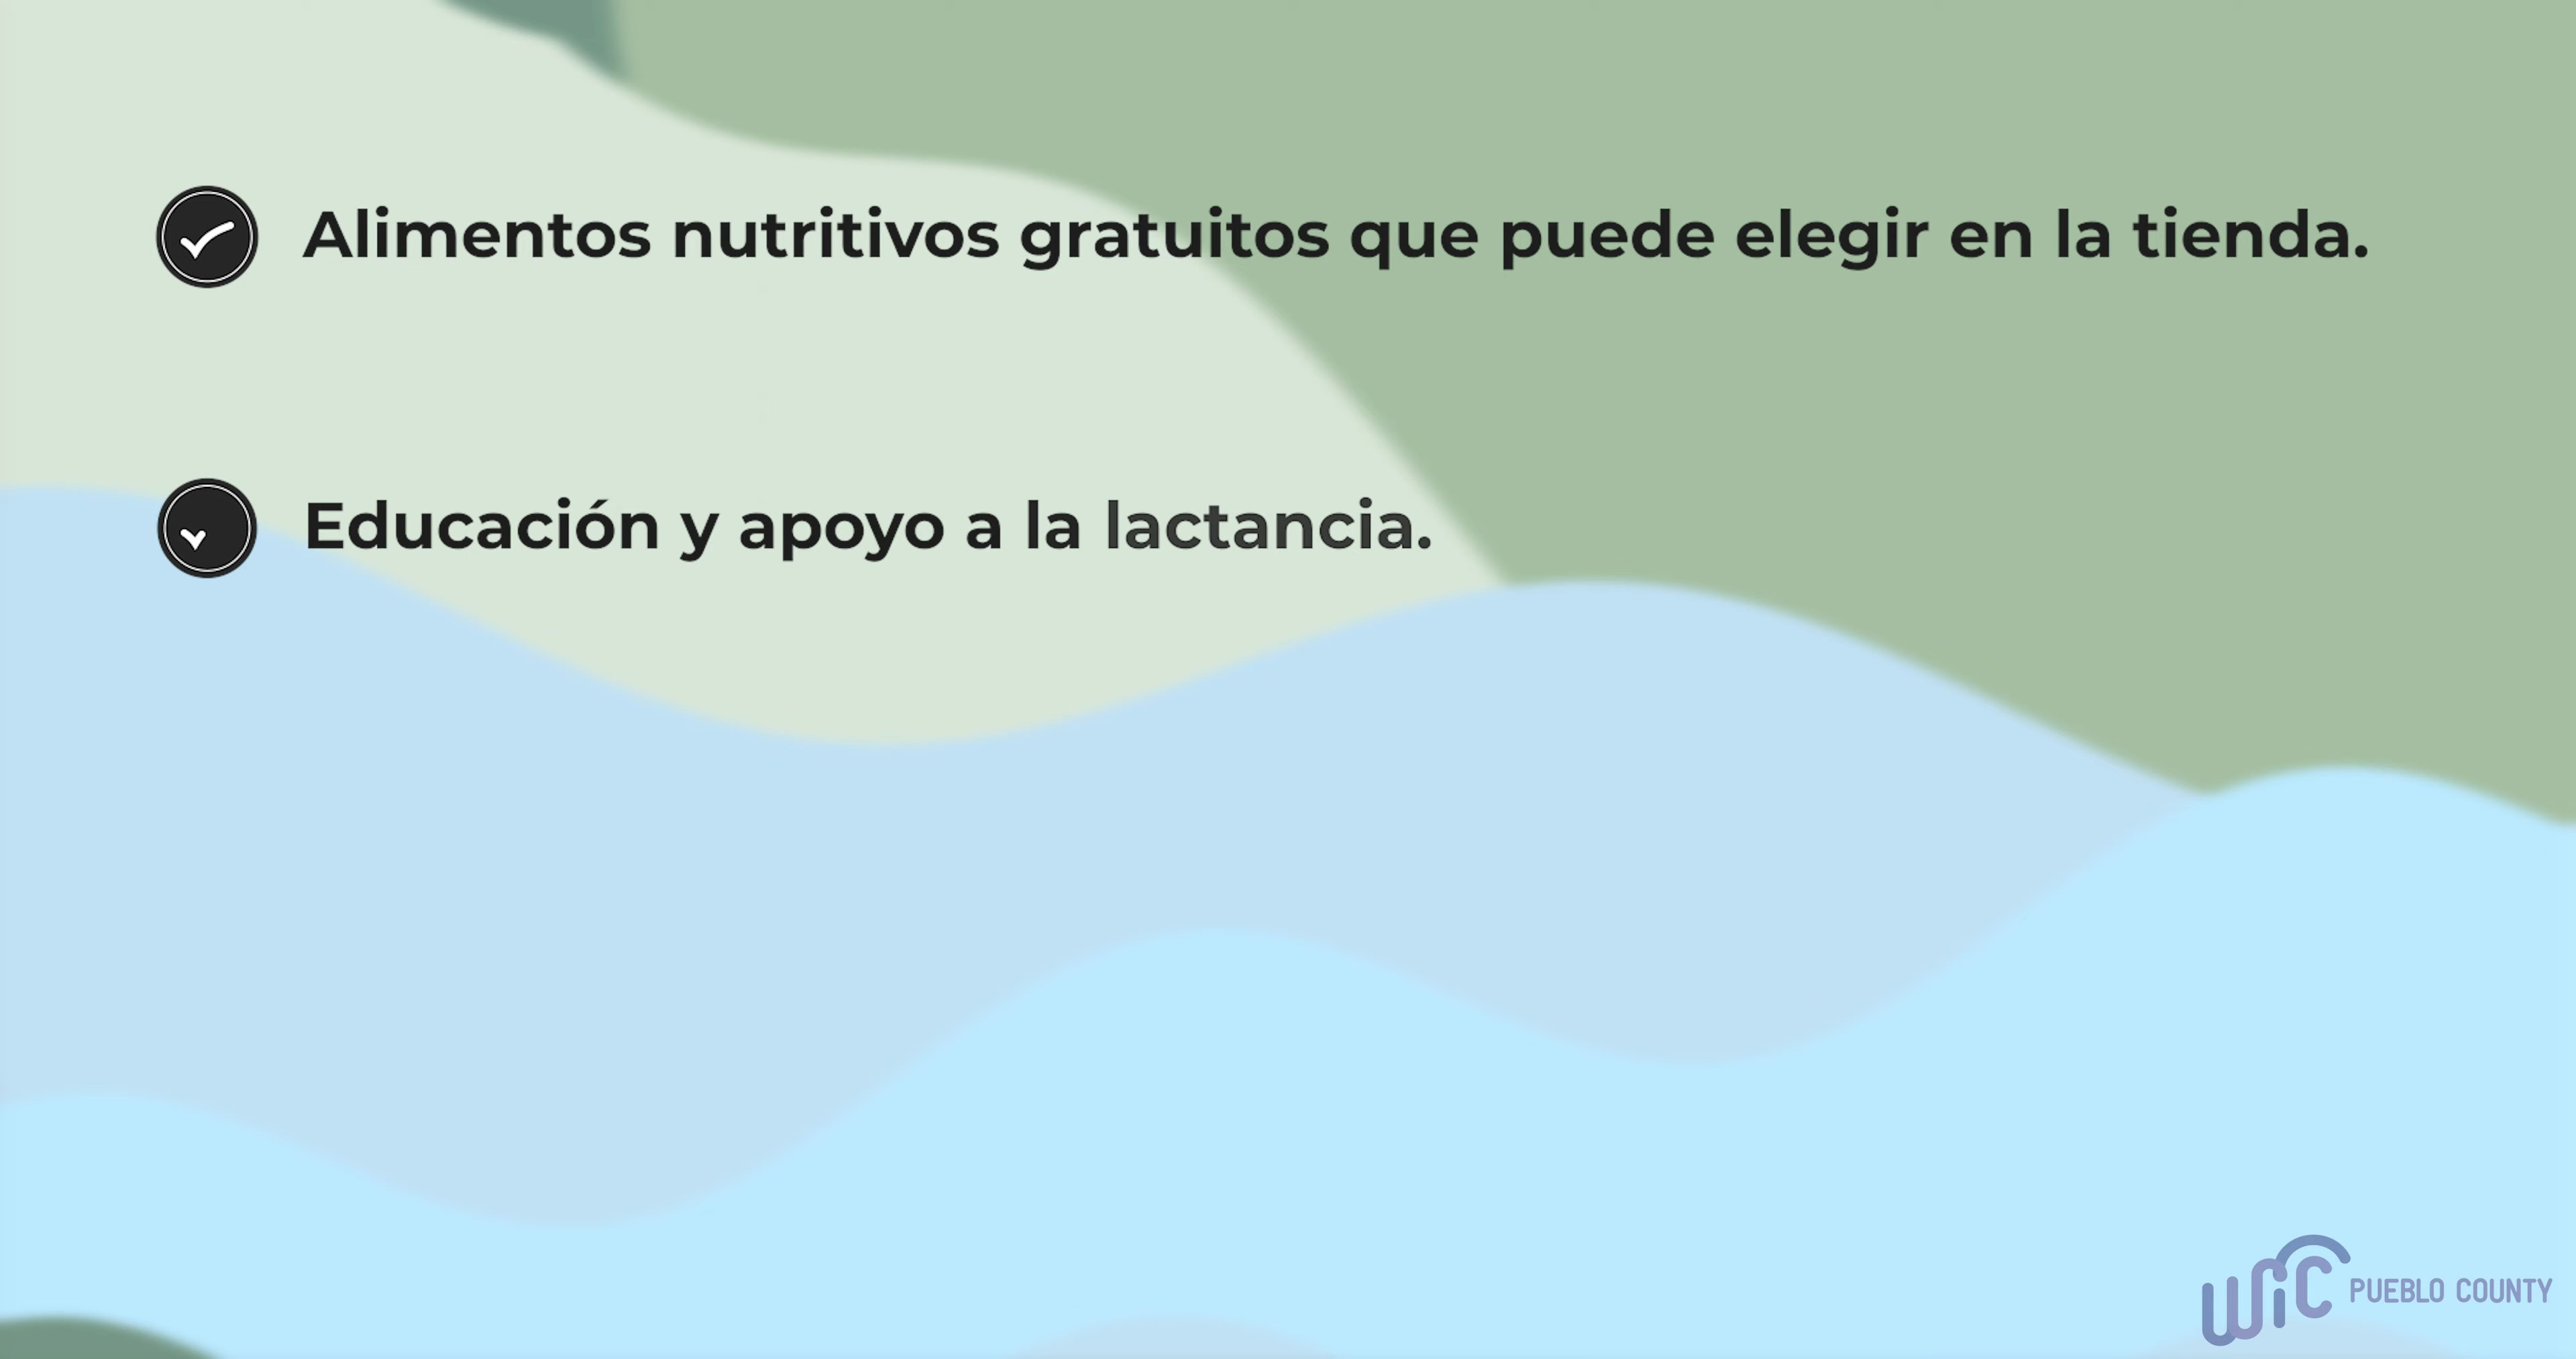 Alimentos nutritivos gratuitos que puede elegir en la tienda.
Educación y apoyo a la lactancia.
WiC PUEBLO COUNTY